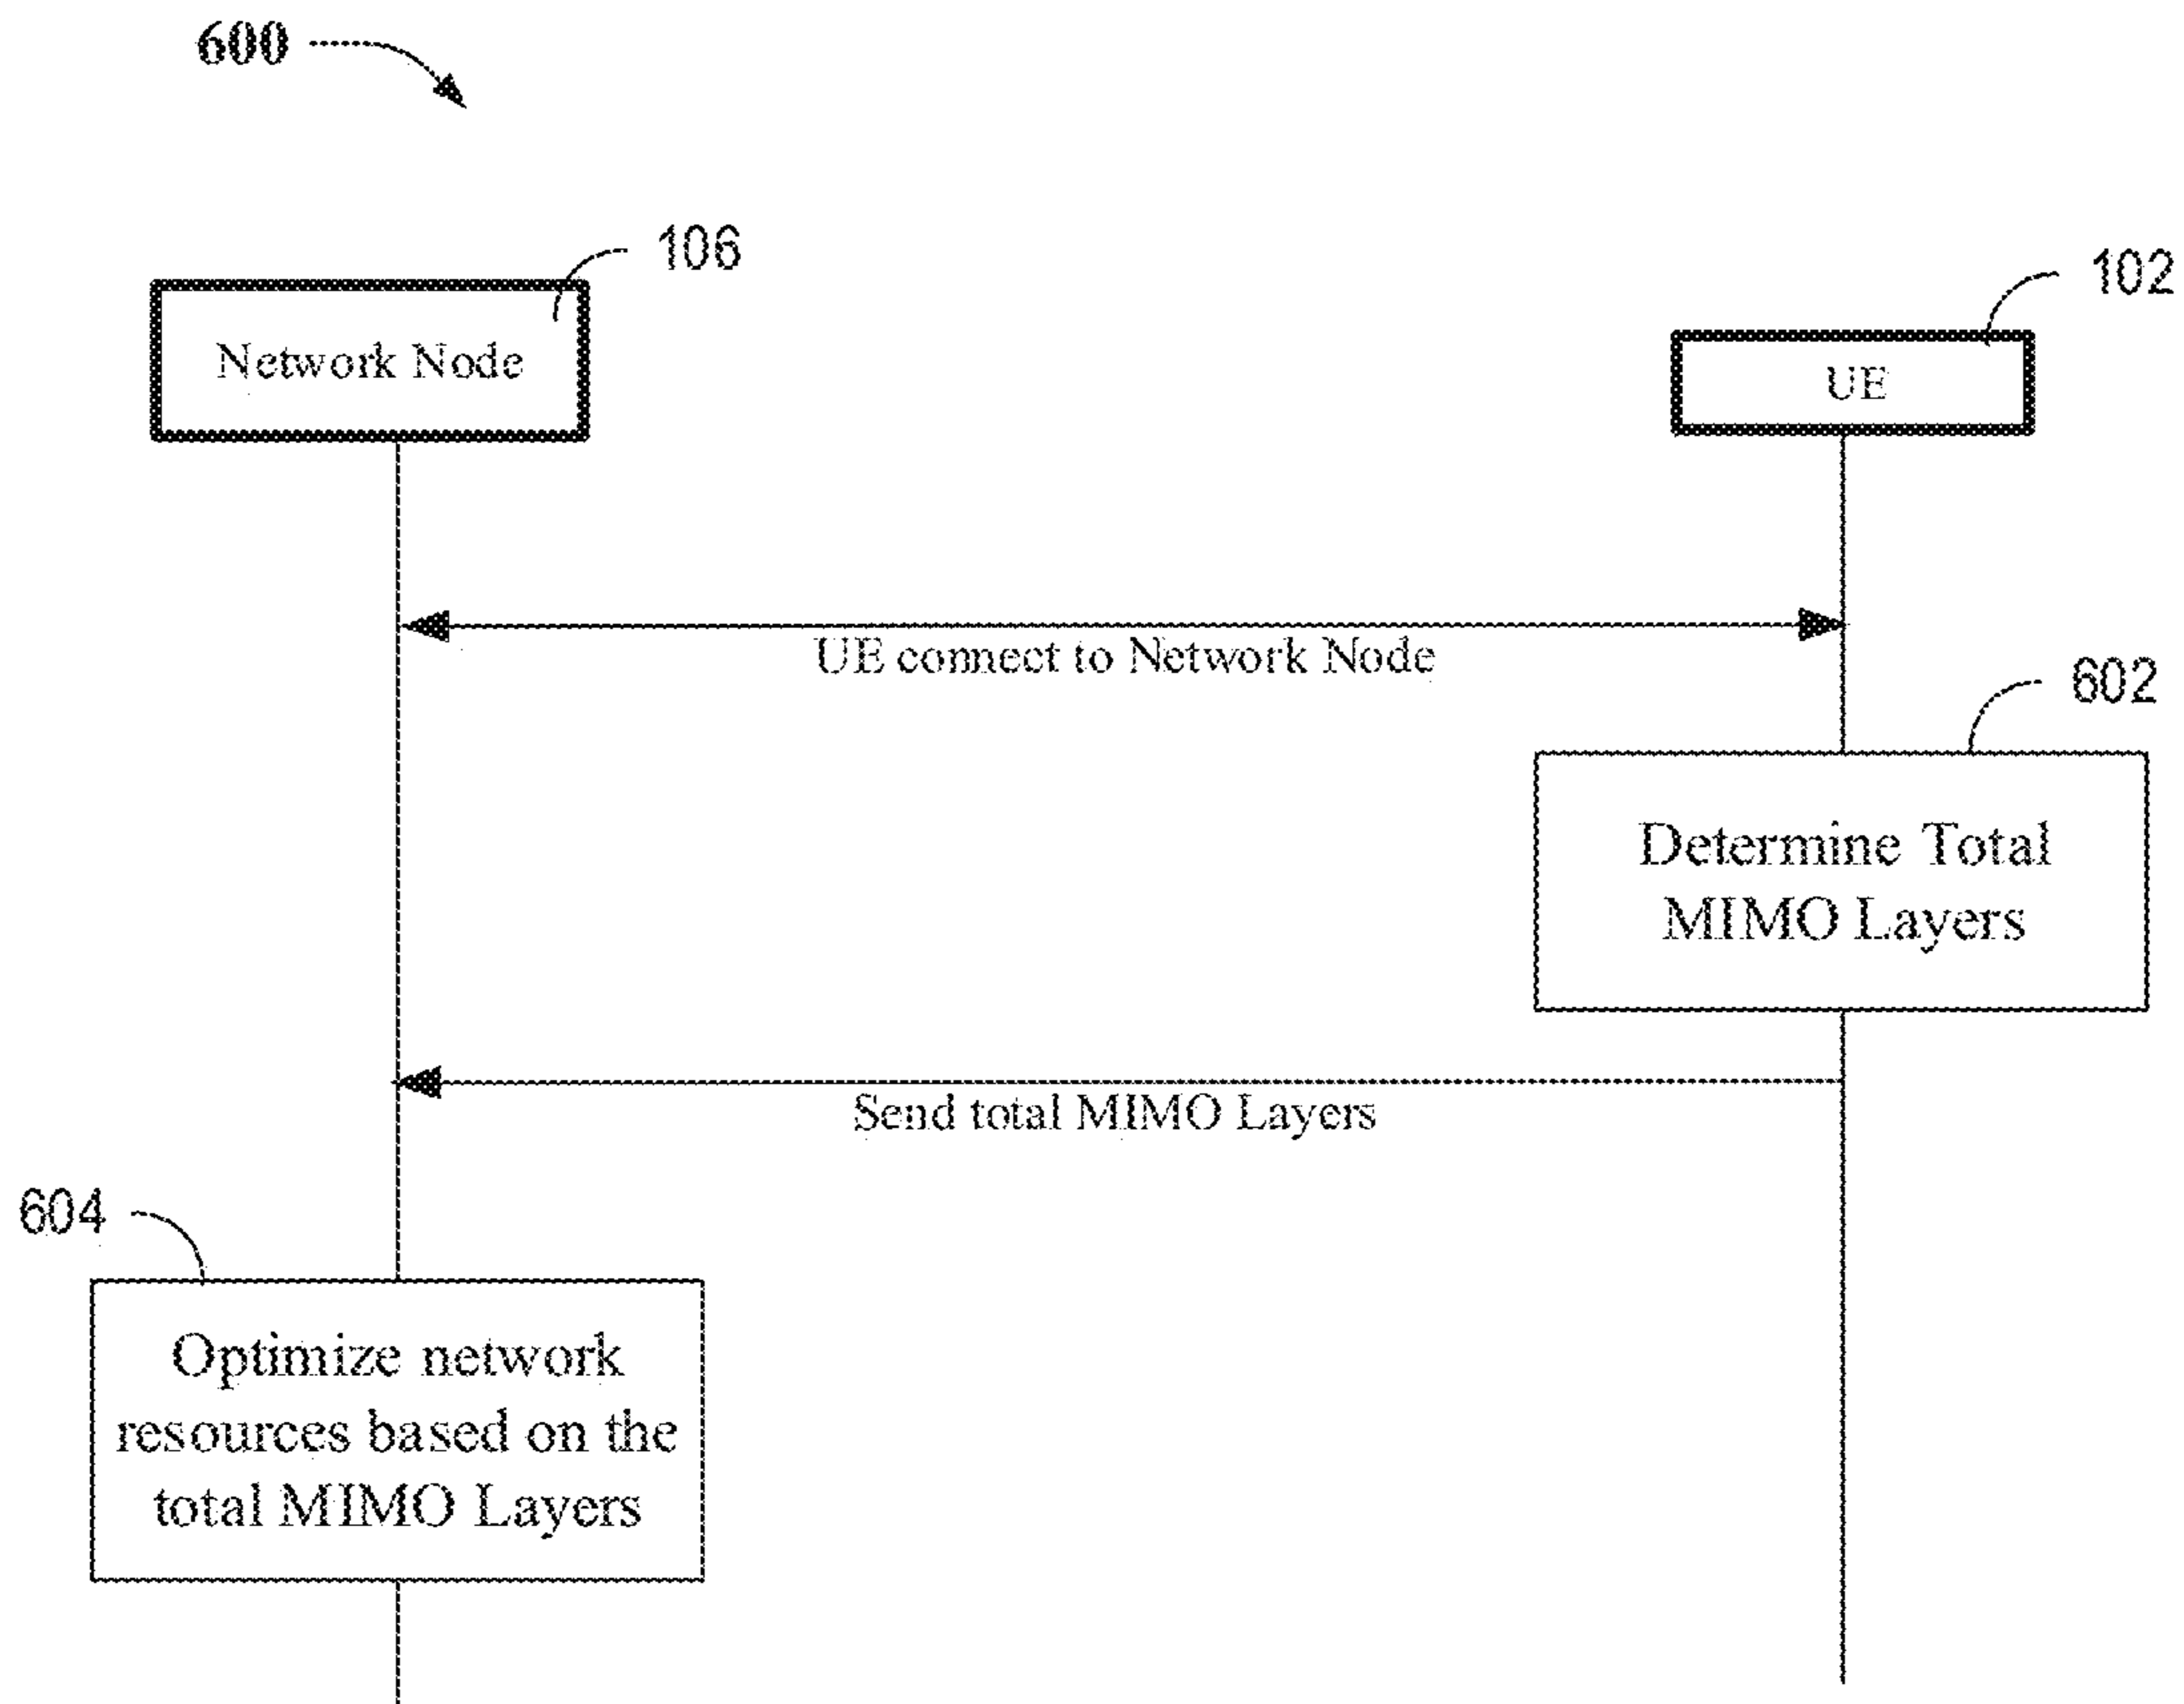 600
106
Network Node
102
UE
UE connect to Network Node
602
Determine Total
MIMO Layers
Send total MIMO Layers
604
Optimize network
resources based on the
total MIMO Layers